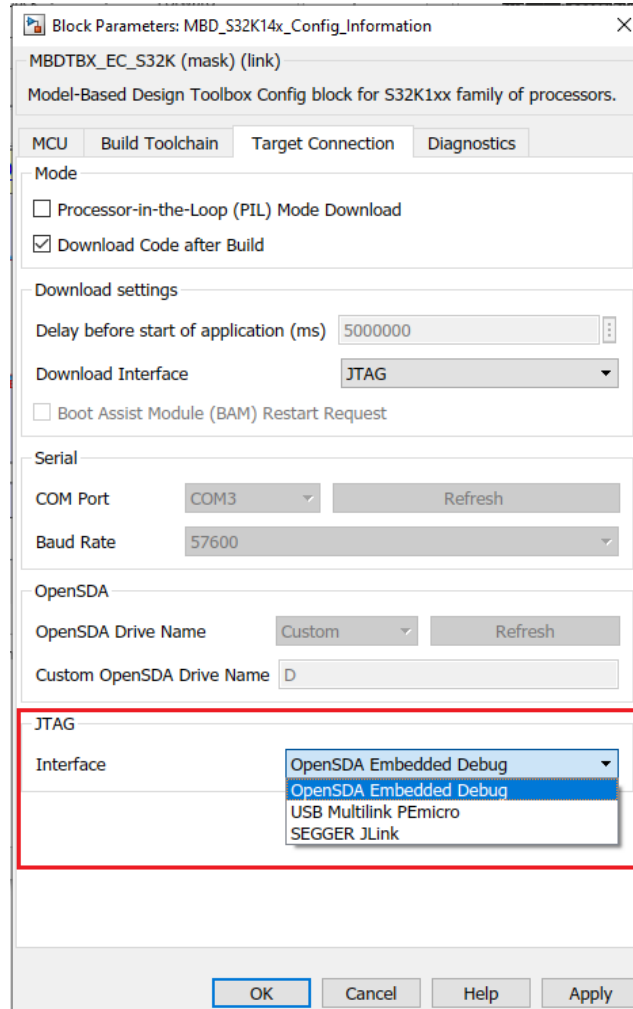 Block Parameters: MBD_S32K14x_Config_Information
MBDTBX_EC_S32K (mask) (link)
Model-Based Design Toolbox Config block for S32K1xx family of processors.
MCU Build Toolchain Target Connection Diagnostics
Mode
Processor-in-the-Loop (PIL) Mode Download
Download Code after Build
Download settings
Delay before start of application (ms) 5000000
Download Interface JTAG
Boot Assist Module (BAM) Restart Request
Serial
COM Port COM3 Refresh
Baud Rate 57600
OpenSDA
OpenSDA Drive Name Custom Refresh
Custom OpenSDA Drive Name D
JTAG
Interface OpenSDA Embedded Debug
OpenSDA Embedded Debug
USB Multilink PEmicro
SEGGER JLink
OK Cancel Help Apply